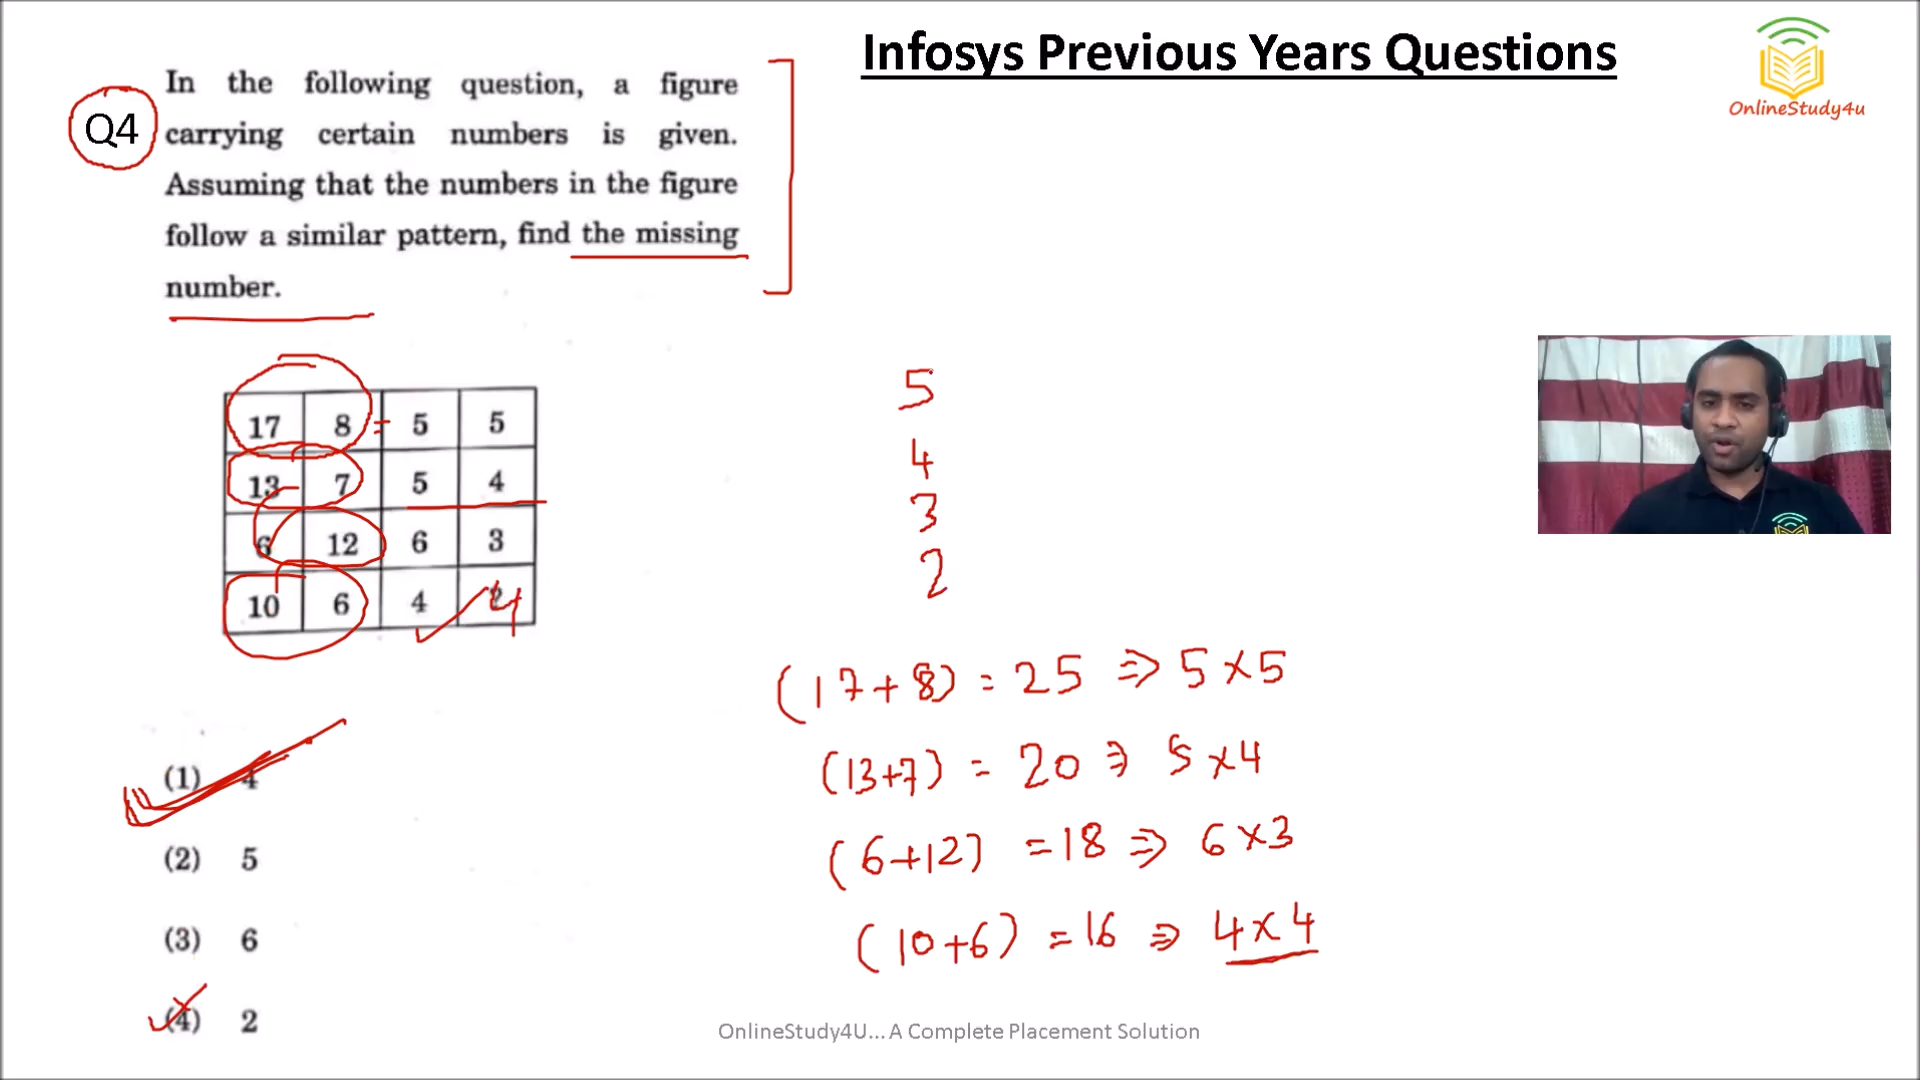 Infosys Previous Years Questions
OnlineStudy4u
Q4
In the following question, a figure
carrying certain numbers is given.
Assuming that the numbers in the figure
follow a similar pattern, find the missing
number.
17 8 = 5 5
13 7 5 4
6 12 6 3
10 6 4 4
(1) 4
(2) 5
(3) 6
(4) 2
5
4
3
2
(17+8) = 25 ⇒ 5×5
(13+7) = 20 ⇒ 5×4
(6+12) = 18 ⇒ 6×3
(10+6) = 16 ⇒ 4×4
OnlineStudy4U... A Complete Placement Solution